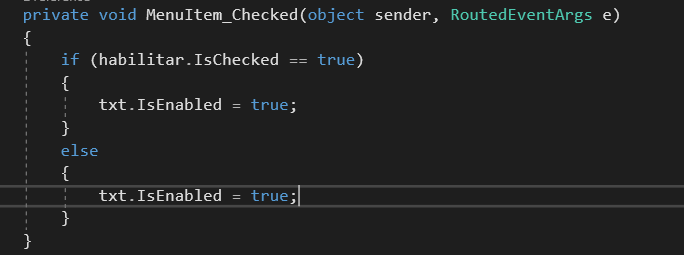 private void MenuItem_Checked(object sender, RoutedEventArgs e)
{
if (habilitar.IsChecked == true)
{
txt.IsEnabled = true;
}
else
{
txt.IsEnabled = true;
}
}